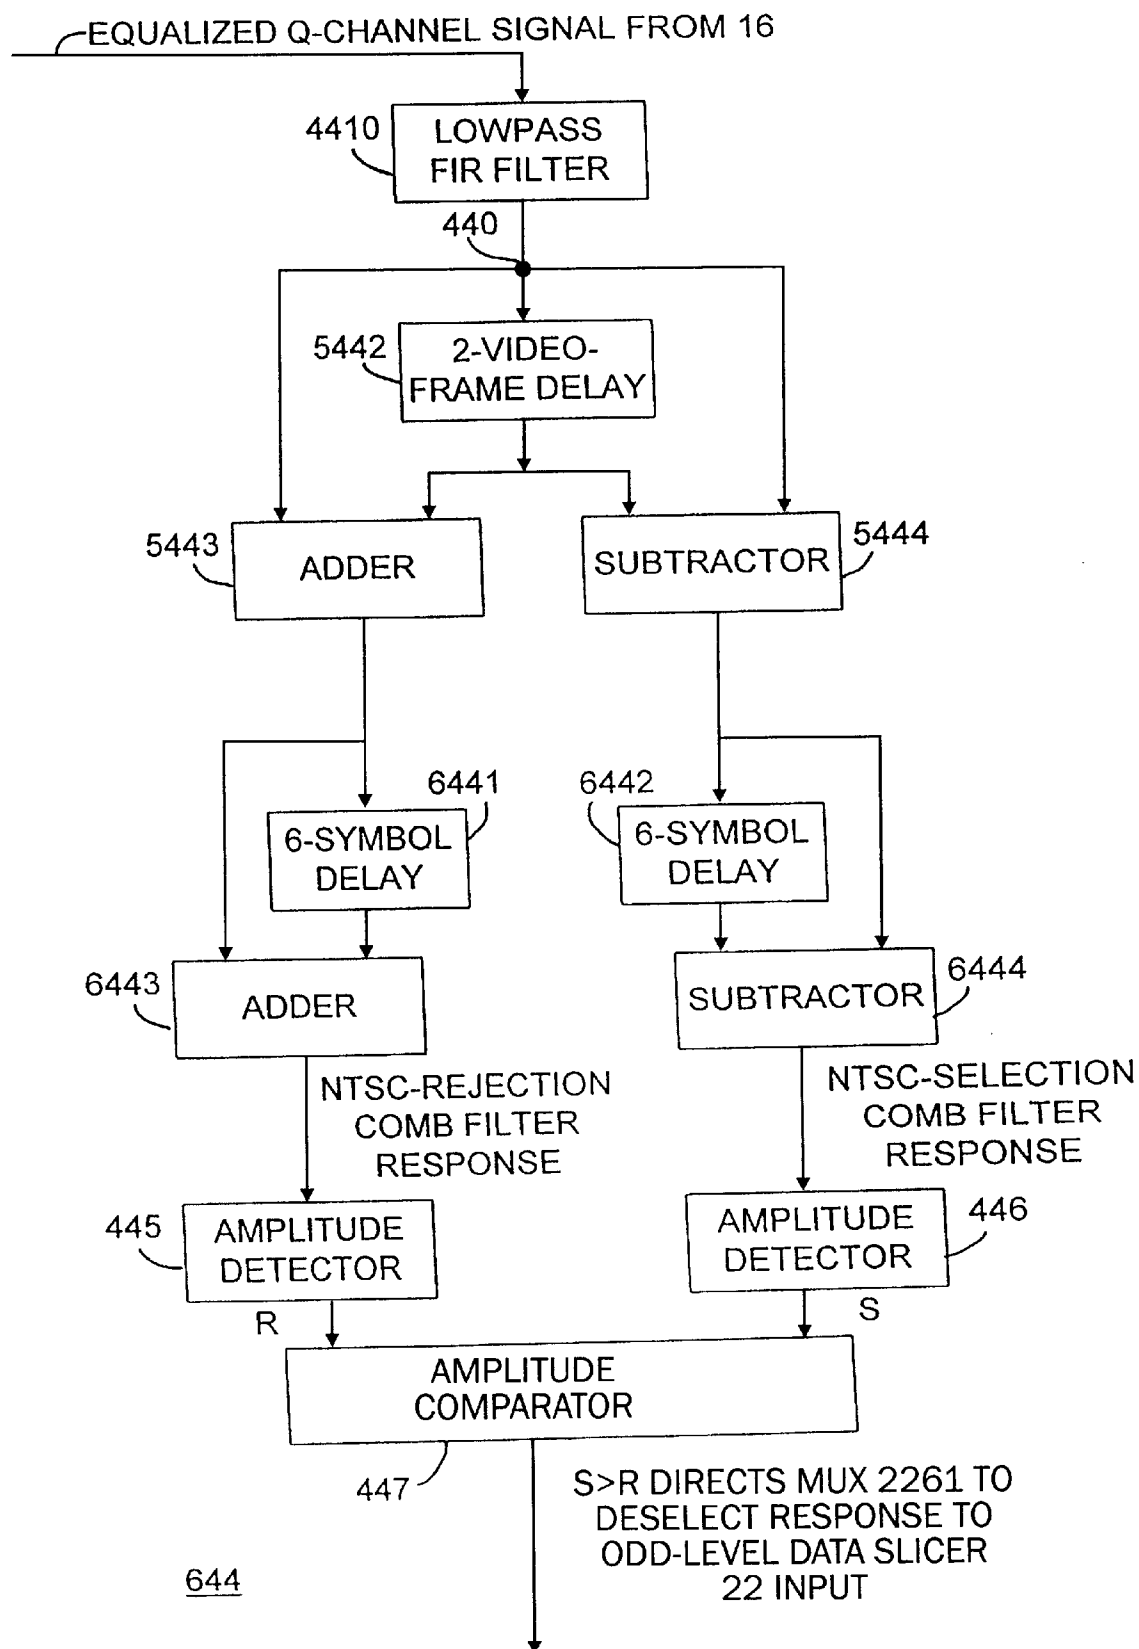 EQUALIZED Q-CHANNEL SIGNAL FROM 16
4410
LOWPASS
FIR FILTER
440
5442
2-VIDEO-
FRAME DELAY
5443
ADDER
SUBTRACTOR
5444
6441
6-SYMBOL
DELAY
6442
6-SYMBOL
DELAY
6443
ADDER
SUBTRACTOR
6444
NTSC-REJECTION
COMB FILTER
RESPONSE
NTSC-SELECTION
COMB FILTER
RESPONSE
445
AMPLITUDE
DETECTOR
AMPLITUDE
DETECTOR
446
R
S
AMPLITUDE
COMPARATOR
447
S>R DIRECTS MUX 2261 TO
DESELECT RESPONSE TO
ODD-LEVEL DATA SLICER
22 INPUT
644